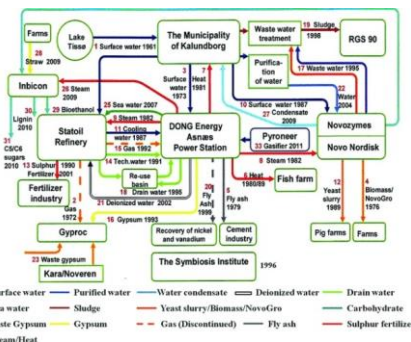 Farms
Lake
Tissø
The Municipality
of Kalundborg
Waste water
treatment
19 Sludge
1998
RGS 90
28
Straw 2009
1 Surface water 1961
Purifica-
tion
of water
17 Waste water 1995
Inbicon
26 Steam
2009
3
Surface
water
1973
9
Heat
1981
7
10 Surface water 1987
27 Condensate
2009
22
Water
2004
30
Lignin
2010
29 Bioethanol
25 Sea water 2007
8 Steam 1982
11 Cooling
water 1987
15 Gas 1992
14 Tech.water 1991
Statoil
Refinery
DONG Energy
Asnæs
Power Station
Pyroneer
33 Gasifier 2011
Novozymes
Novo Nordisk
31
C5/C6
sugars
2010
13 Sulphur 1990
Fertilizer 2001
8 Steam 1982
Re-use
basin
18 Drain water 1995
21 Deionized water 2002
6 Heat
1980/89
Fish farm
Fertilizer
industry
2
Gas
1972
16 Gypsum 1993
20
Fly
Ash
1999
5
Fly ash
1979
12
Yeast
slurry
1989
4
Biomass/
NovoGro
1976
Gyproc
Recovery of nickel
and vanadium
Cement
industry
Pig farms
Farms
23 Waste gypsum
Kara/Noveren
The Symbiosis Institute
1996
urface water
Purified water
Water condensate
Deionized water
Drain water
a water
Sludge
Yeast slurry/Biomass/NovoGro
Carbohydrate
ste Gypsum
Gypsum
Gas (Discontinued)
Fly ash
Sulphur fertilize
eam/Heat